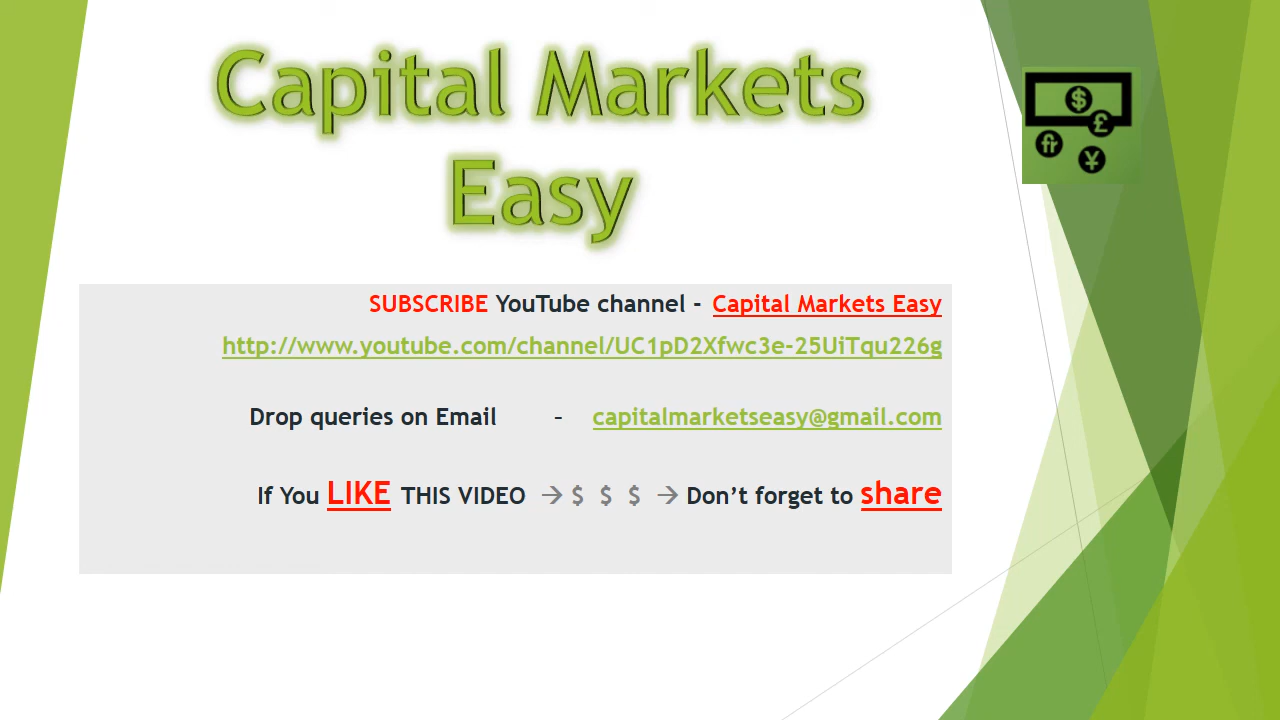 Capital Markets
Easy
$
£
fr
¥
SUBSCRIBE YouTube channel - Capital Markets Easy
http://www.youtube.com/channel/UC1pD2Xfwc3e-25UiTqu226g
Drop queries on Email – capitalmarketseasy@gmail.com
If You LIKE THIS VIDEO → $ $ $ → Don’t forget to share